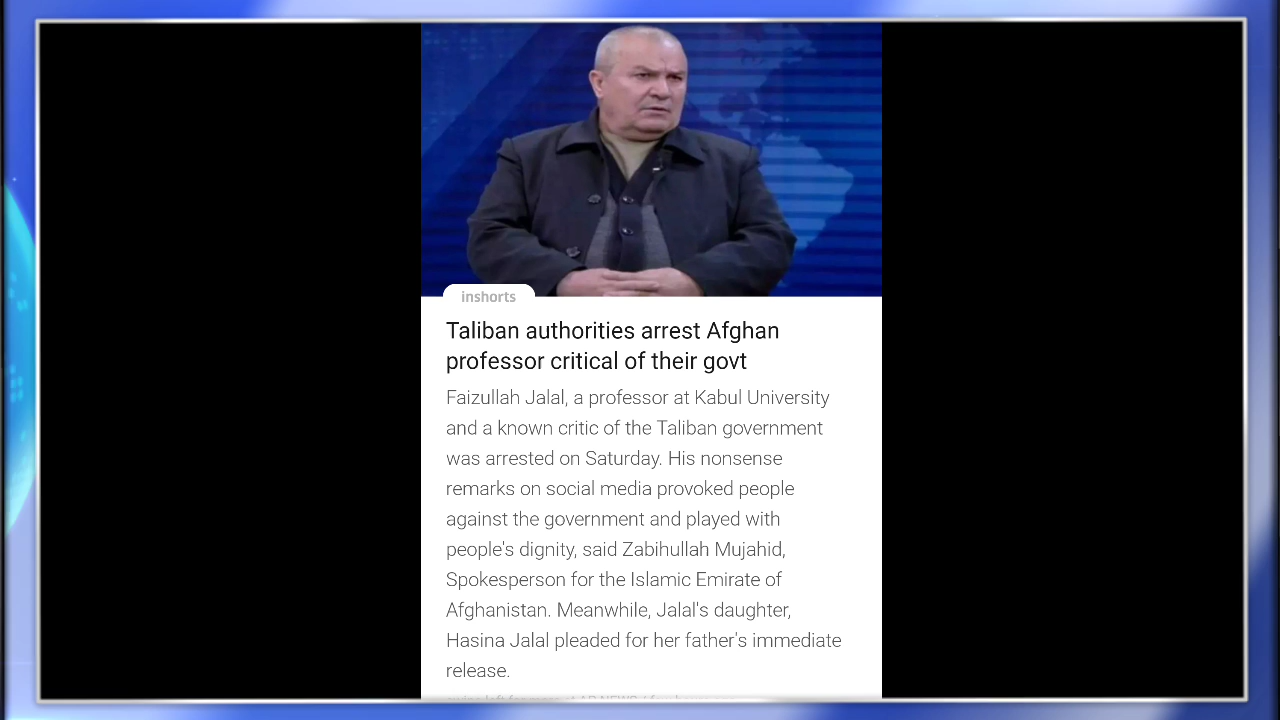 inshorts
Taliban authorities arrest Afghan
professor critical of their govt
Faizullah Jalal, a professor at Kabul University
and a known critic of the Taliban government
was arrested on Saturday. His nonsense
remarks on social media provoked people
against the government and played with
people's dignity, said Zabihullah Mujahid,
Spokesperson for the Islamic Emirate of
Afghanistan. Meanwhile, Jalal's daughter,
Hasina Jalal pleaded for her father's immediate
release.